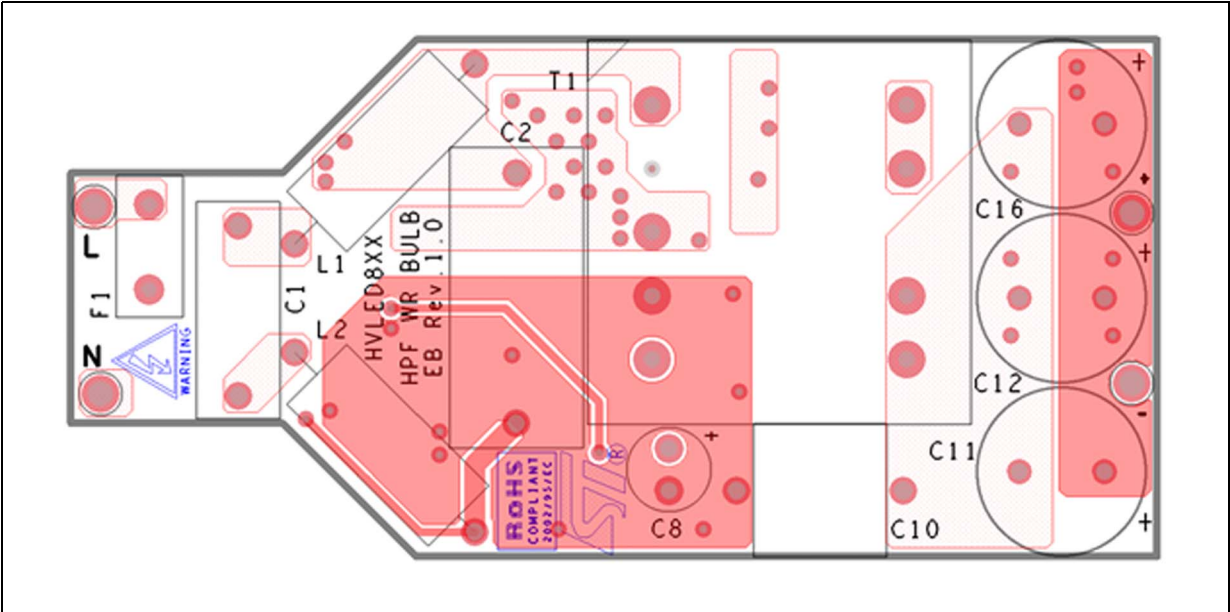 +
T1
C2
C16
+
L
L1
F1
C1
L2
N
WARNING
HVLED8XX
HPF WR BULB
EB Rev.1.0
+
C12
-
+
C11
ROHS
COMPLIANT
2002/95/EC
ST
®
C8
C10
+